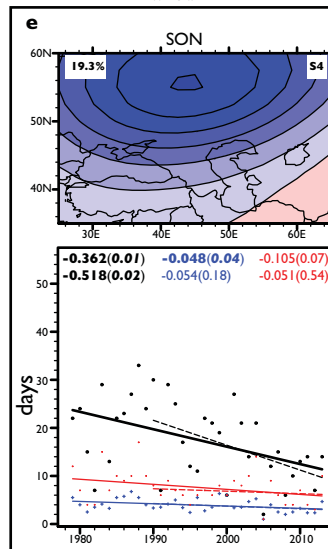 e
SON
60N
19.3%
S4
50N
40N
30E 40E 50E 60E
-0.362(0.01) -0.048(0.04) -0.105(0.07)
-0.518(0.02) -0.054(0.18) -0.051(0.54)
50
40
30
days
20
10
0
1980 1990 2000 2010